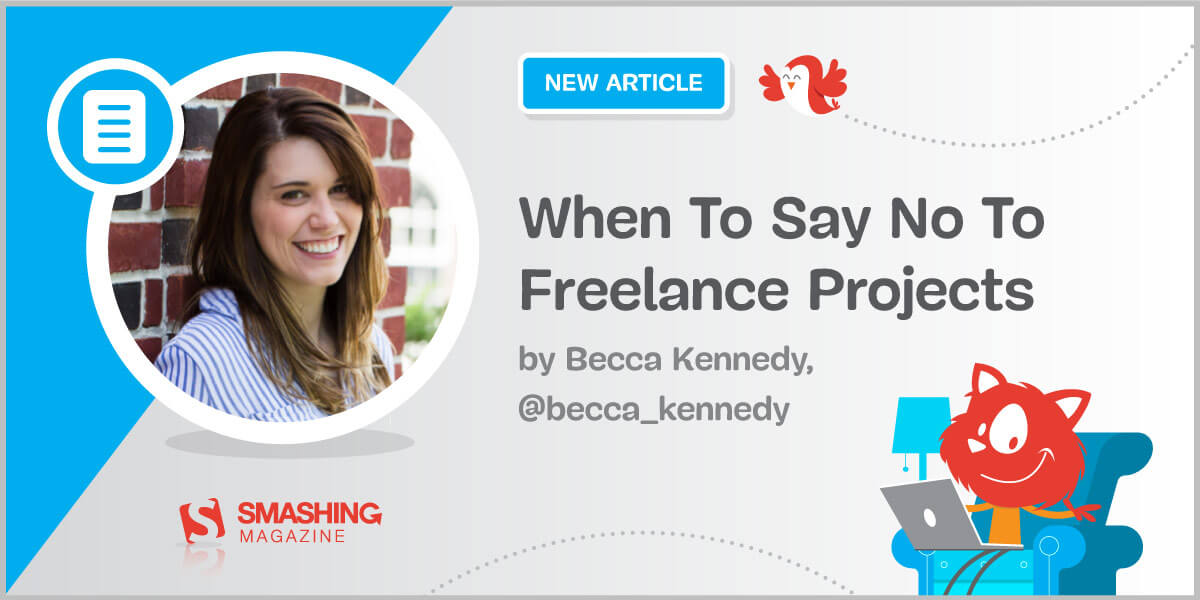 NEW ARTICLE
When To Say No To
Freelance Projects
by Becca Kennedy,
@becca_kennedy
S SMASHING
MAGAZINE